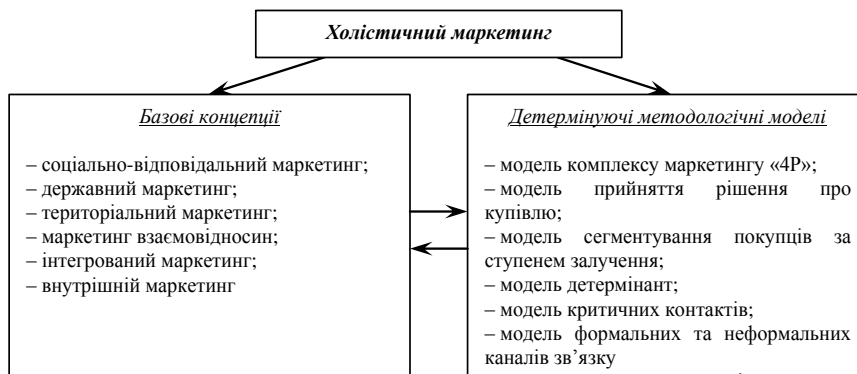 Холістичний маркетинг
Базові концепції
– соціально-відповідальний маркетинг;
– державний маркетинг;
– територіальний маркетинг;
– маркетинг взаємовідносин;
– інтегрований маркетинг;
– внутрішній маркетинг
Детермінуючі методологічні моделі
– модель комплексу маркетингу «4Р»;
– модель прийняття рішення про
купівлю;
– модель сегментування покупців за
ступенем залучення;
– модель детермінант;
– модель критичних контактів;
– модель формальних та неформальних
каналів зв’язку